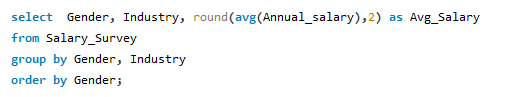 select  Gender, Industry, round(avg(Annual_salary),2) as Avg_Salary
from Salary_Survey
group by Gender, Industry
order by Gender;